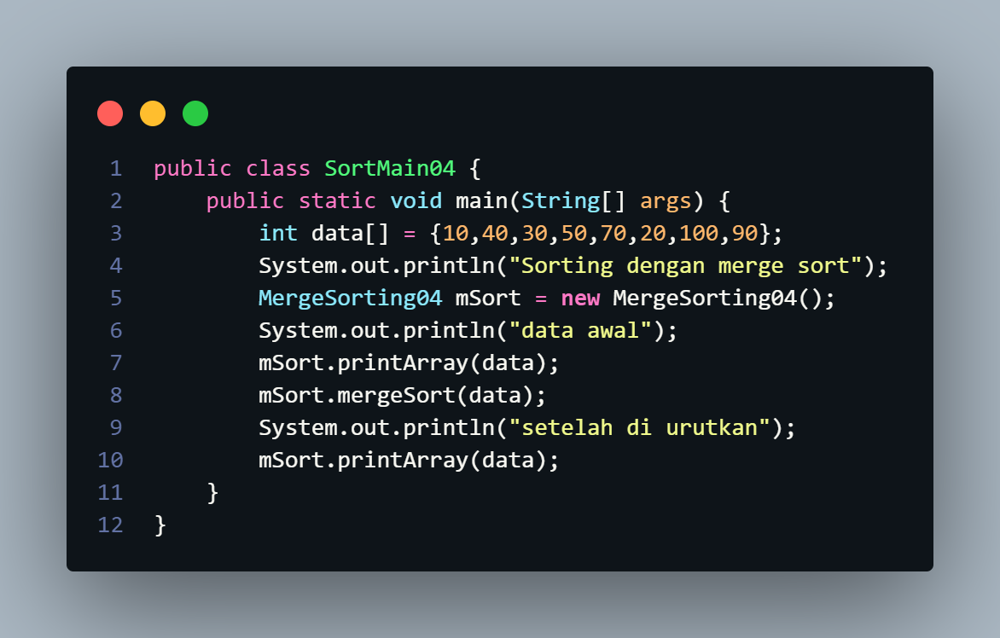 1 public class SortMain04 {
2     public static void main(String[] args) {
3         int data[] = {10,40,30,50,70,20,100,90};
4         System.out.println("Sorting dengan merge sort");
5         MergeSorting04 mSort = new MergeSorting04();
6         System.out.println("data awal");
7         mSort.printArray(data);
8         mSort.mergeSort(data);
9         System.out.println("setelah di urutkan");
10         mSort.printArray(data);
11     }
12 }